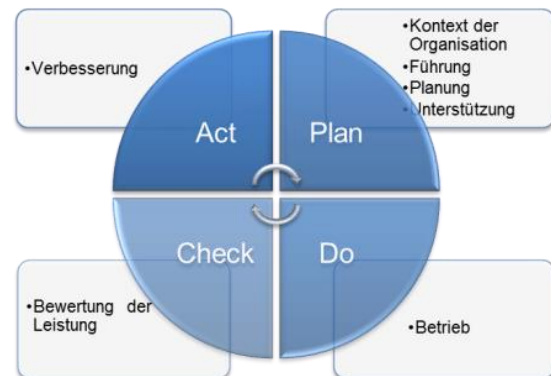 •Verbesserung
•Kontext der
Organisation
•Führung
•Planung
•Unterstützung
Act
Plan
Check
Do
•Bewertung der
Leistung
•Betrieb